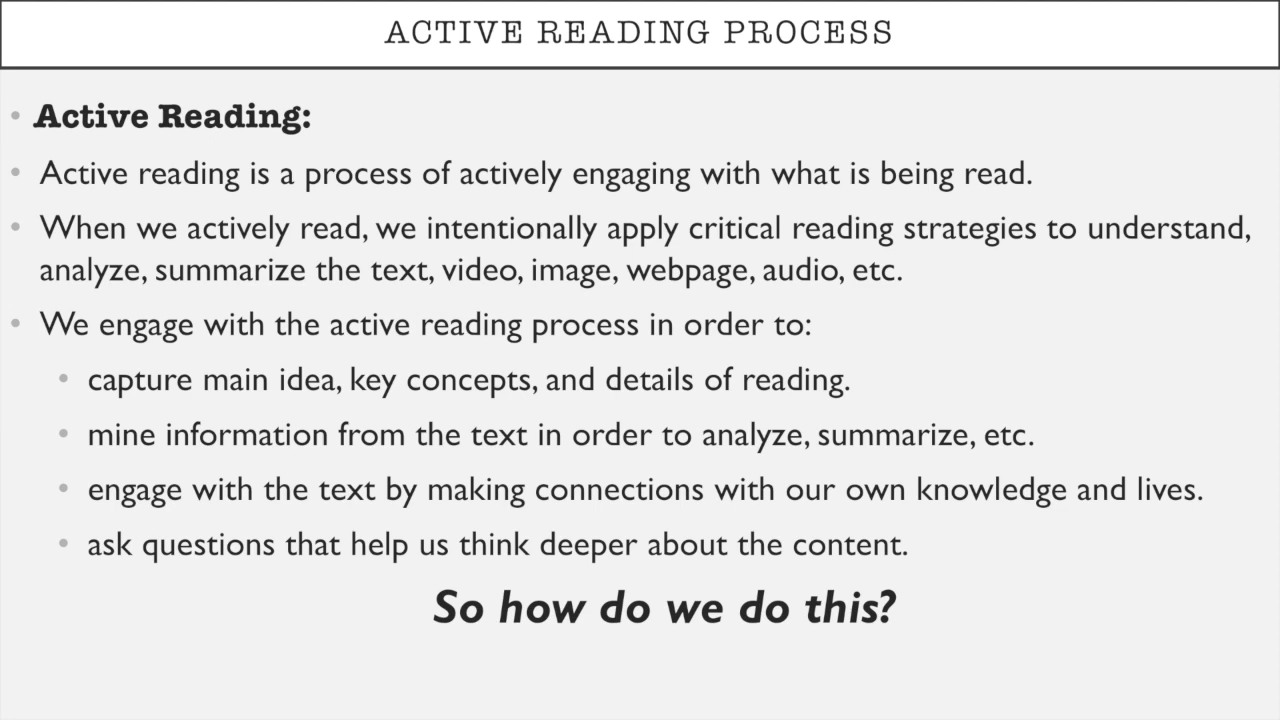 ACTIVE READING PROCESS
• Active Reading:
• Active reading is a process of actively engaging with what is being read.
• When we actively read, we intentionally apply critical reading strategies to understand,
analyze, summarize the text, video, image, webpage, audio, etc.
• We engage with the active reading process in order to:
• capture main idea, key concepts, and details of reading.
• mine information from the text in order to analyze, summarize, etc.
• engage with the text by making connections with our own knowledge and lives.
• ask questions that help us think deeper about the content.
So how do we do this?